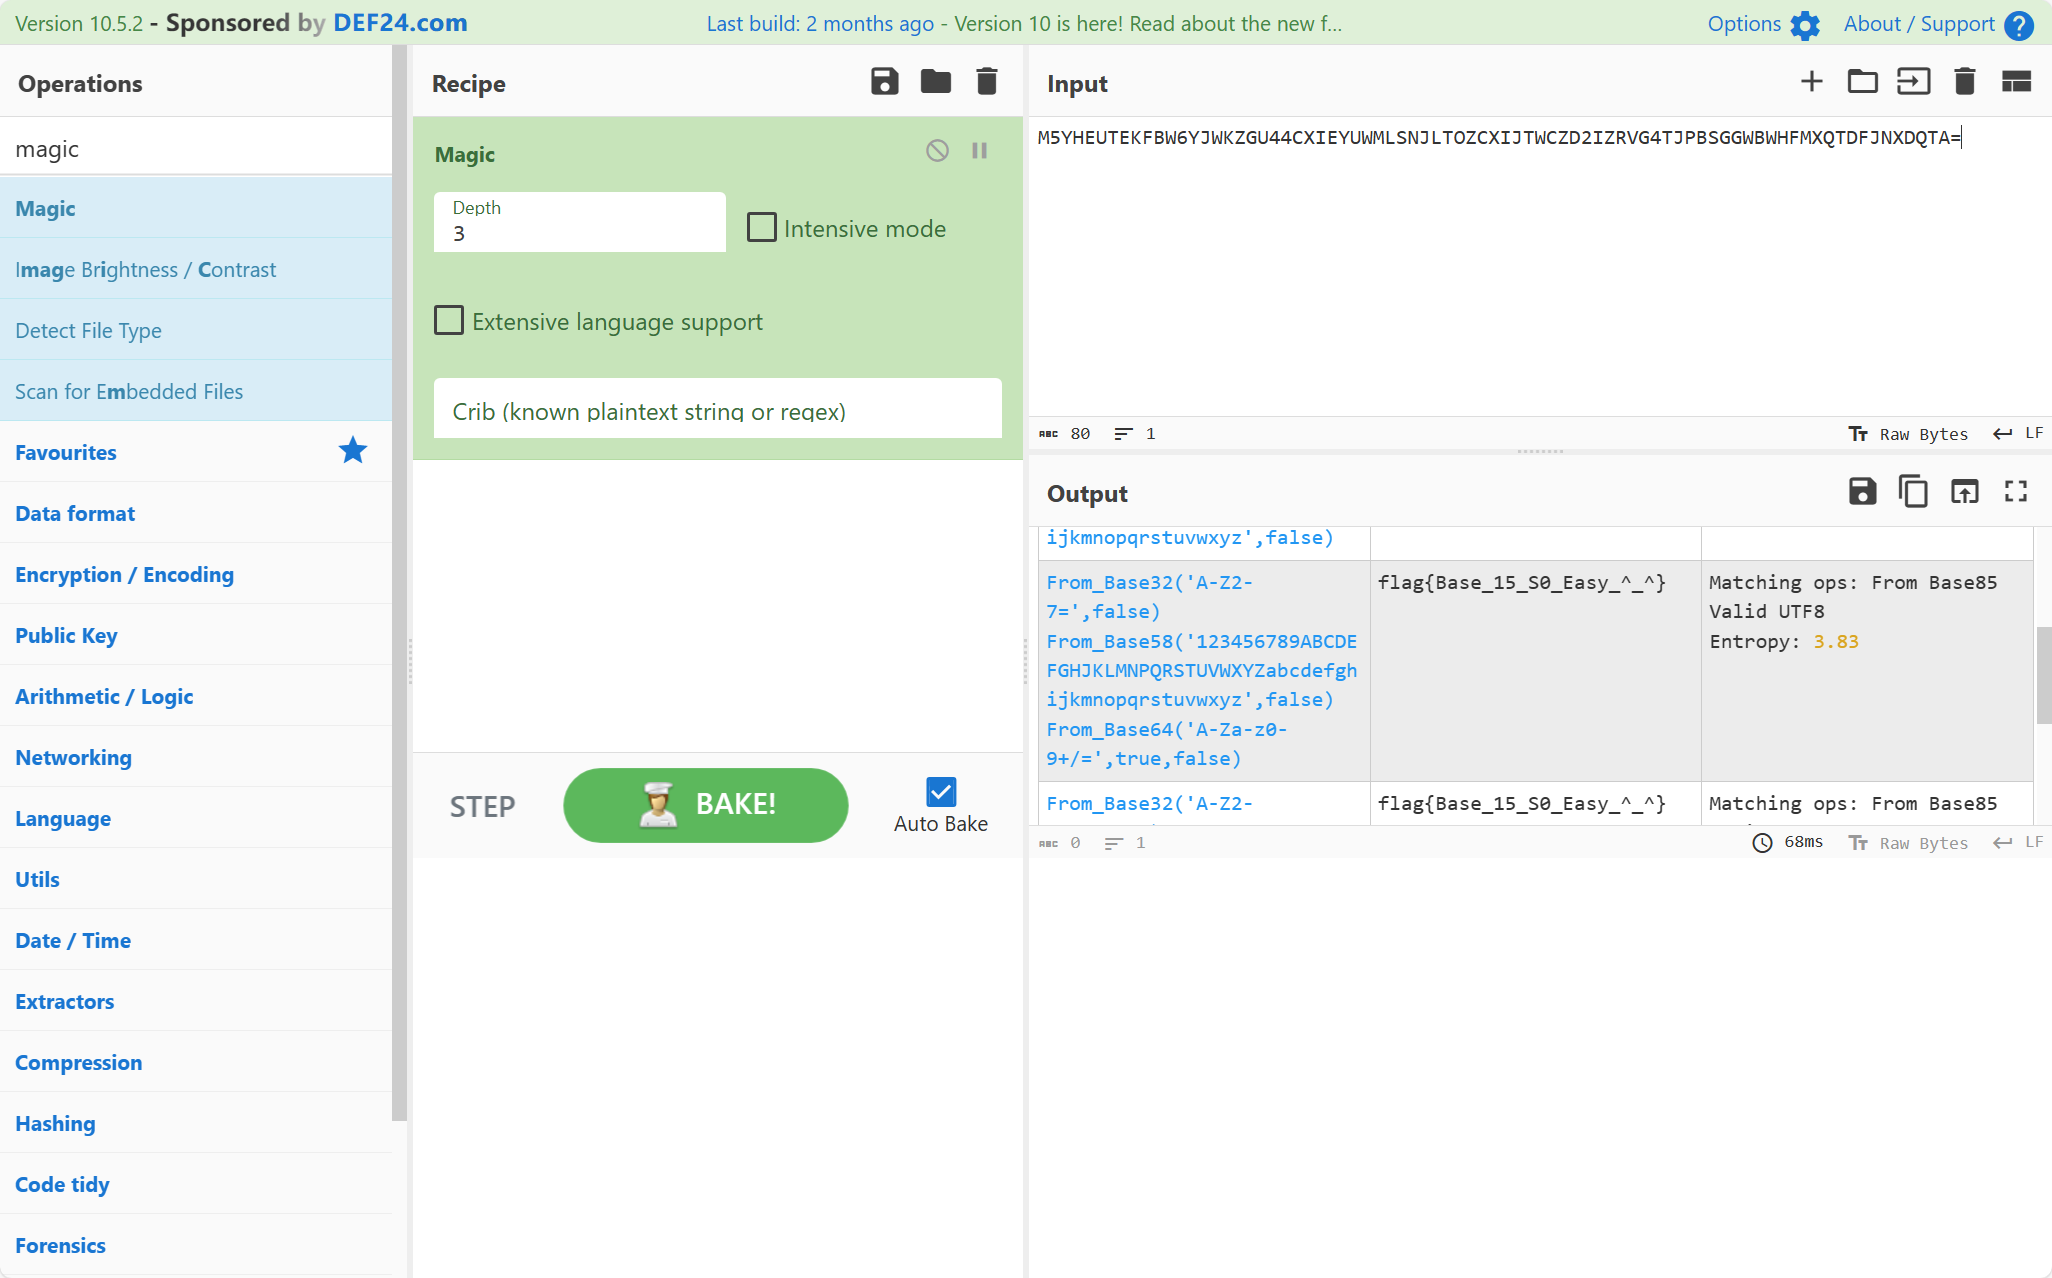 Version 10.5.2 - Sponsored by DEF24.com
Last build: 2 months ago - Version 10 is here! Read about the new f...
Options
About / Support
Operations
magic
Magic
Image Brightness / Contrast
Detect File Type
Scan for Embedded Files
Favourites
Data format
Encryption / Encoding
Public Key
Arithmetic / Logic
Networking
Language
Utils
Date / Time
Extractors
Compression
Hashing
Code tidy
Forensics
Recipe
Magic
Depth
3
Intensive mode
Extensive language support
Crib (known plaintext string or regex)
STEP
BAKE!
Auto Bake
Input
M5YHEUTEKFBW6YJWKZGU44CXIEYUWMLSNJLTOZCXIJTWCZD2IZRVG4TJPBSGGWBWHFMXQTDFJNXDQTA=
ABC 80 1
Raw Bytes LF
Output
ijkmnopqrstuvwxyz',false)
From_Base32('A-Z2-
7=',false)
From_Base58('123456789ABCDE
FGHJKLMNPQRSTUVWXYZabcdefgh
ijkmnopqrstuvwxyz',false)
From_Base64('A-Za-z0-
9+/=',true,false)
flag{Base_15_S0_Easy_^_^}
Matching ops: From Base85
Valid UTF8
Entropy: 3.83
From_Base32('A-Z2-
flag{Base_15_S0_Easy_^_^}
Matching ops: From Base85
ABC 0 1
68ms Raw Bytes LF